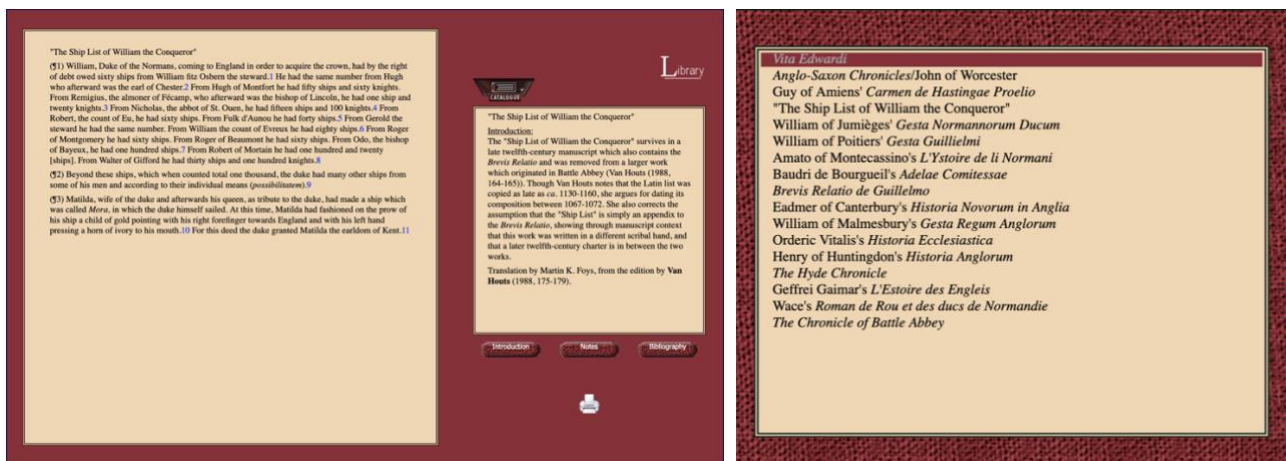 "The Ship List of William the Conqueror"
(¶1) William, Duke of the Normans, coming to England in order to acquire the crown, had by the right
of debt owed sixty ships from William fitz Osbern the steward.1 He had the same number from Hugh
who afterward was the earl of Chester.2 From Hugh of Montfort he had fifty ships and sixty knights.
From Remigius, the almoner of Fécamp, who afterward was the bishop of Lincoln, he had one ship and
twenty knights.3 From Nicholas, the abbot of St. Ouen, he had fifteen ships and 100 knights.4 From
Robert, the count of Eu, he had sixty ships. From Fulk d'Aunou he had forty ships.5 From Gerold the
steward he had the same number. From William the count of Evreux he had eighty ships.6 From Roger
of Montgomery he had sixty ships. From Roger of Beaumont he had sixty ships. From Odo, the bishop
of Bayeux, he had one hundred ships.7 From Robert of Mortain he had one hundred and twenty
[ships]. From Walter of Gifford he had thirty ships and one hundred knights.8
(¶2) Beyond these ships, which when counted total one thousand, the duke had many other ships from
some of his men and according to their individual means (possibilitatem).9
(¶3) Matilda, wife of the duke and afterwards his queen, as tribute to the duke, had made a ship which
was called Mora, in which the duke himself sailed. At this time, Matilda had fashioned on the prow of
his ship a child of gold pointing with his right forefinger towards England and with his left hand
pressing a horn of ivory to his mouth.10 For this deed the duke granted Matilda the earldom of Kent.11
Library
CATALOGUE
"The Ship List of William the Conqueror"
Introduction:
The "Ship List of William the Conqueror" survives in a
late twelfth-century manuscript which also contains the
Brevis Relatio and was removed from a larger work
which originated in Battle Abbey (Van Houts (1988,
164-165)). Though Van Houts notes that the Latin list was
copied as late as ca. 1130-1160, she argues for dating its
composition between 1067-1072. She also corrects the
assumption that the "Ship List" is simply an appendix to
the Brevis Relatio, showing through manuscript context
that this work was written in a different scribal hand, and
that a later twelfth-century charter is in between the two
works.
Translation by Martin K. Foys, from the edition by Van
Houts (1988, 175-179).
Introduction
Notes
Bibliography
Vita Edwardi
Anglo-Saxon Chronicles/John of Worcester
Guy of Amiens' Carmen de Hastingae Proelio
"The Ship List of William the Conqueror"
William of Jumièges' Gesta Normannorum Ducum
William of Poitiers' Gesta Guillielmi
Amato of Montecassino's L'Ystoire de li Normani
Baudri de Bourgueil's Adelae Comitessae
Brevis Relatio de Guillelmo
Eadmer of Canterbury's Historia Novorum in Anglia
William of Malmesbury's Gesta Regum Anglorum
Orderic Vitalis's Historia Ecclesiastica
Henry of Huntingdon's Historia Anglorum
The Hyde Chronicle
Geffrei Gaimar's L'Estoire des Engleis
Wace's Roman de Rou et des ducs de Normandie
The Chronicle of Battle Abbey